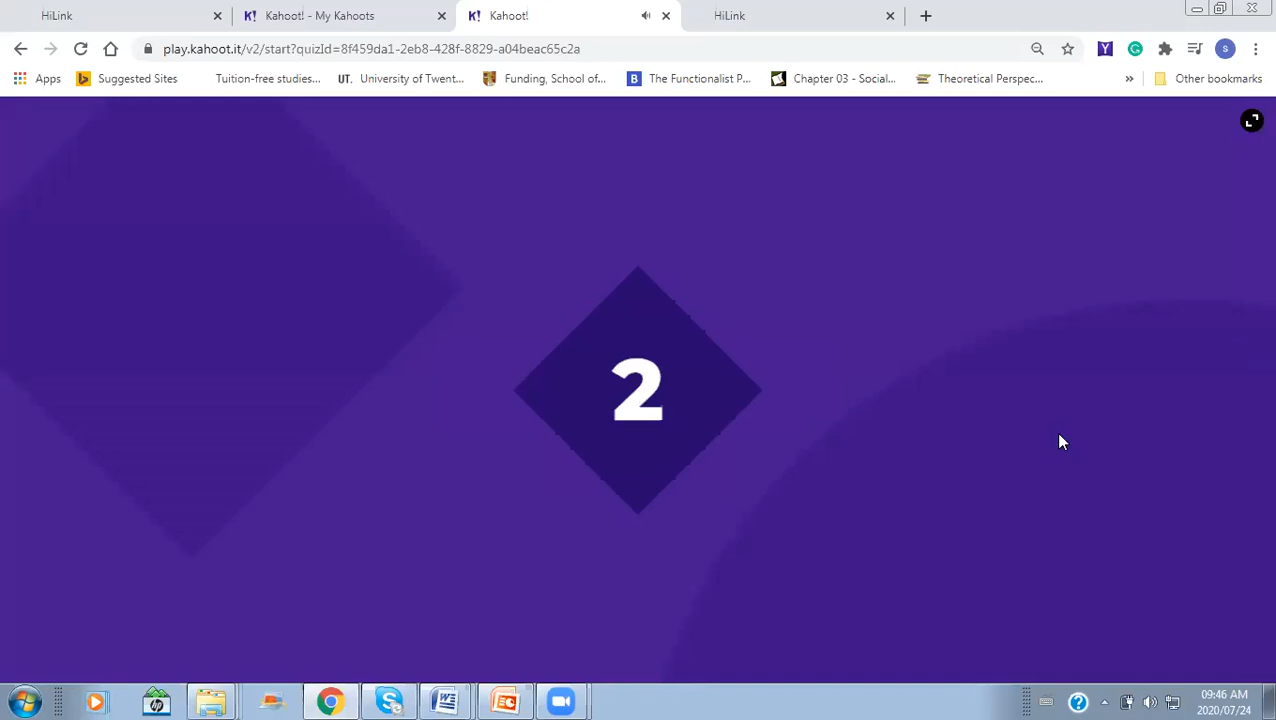 HiLink
K! Kahoot! - My Kahoots
K! Kahoot!
HiLink
play.kahoot.it/v2/start?quizId=8f459da1-2eb8-428f-8829-a04beac65c2a
Y
G
s
Apps
Suggested Sites
Tuition-free studies...
UT. University of Twent...
Funding, School of...
B The Functionalist P...
Chapter 03 - Social...
Theoretical Perspec...
»
Other bookmarks
2
hp
S
W
P
?
09:46 AM
2020/07/24